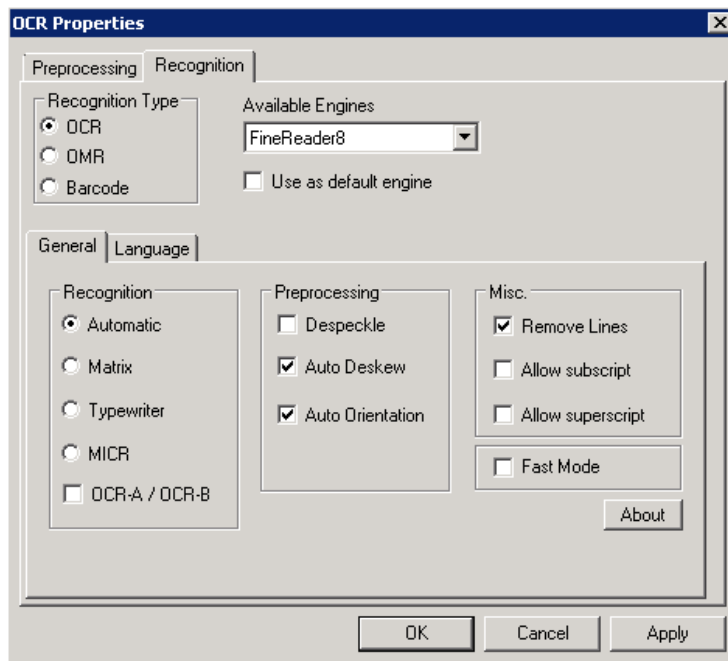 OCR Properties
Preprocessing Recognition
Recognition Type
OCR
OMR
Barcode
Available Engines
FineReader8
Use as default engine
General Language
Recognition
Automatic
Matrix
Typewriter
MICR
OCR-A / OCR-B
Preprocessing
Despeckle
Auto Deskew
Auto Orientation
Misc.
Remove Lines
Allow subscript
Allow superscript
Fast Mode
About
OK Cancel Apply